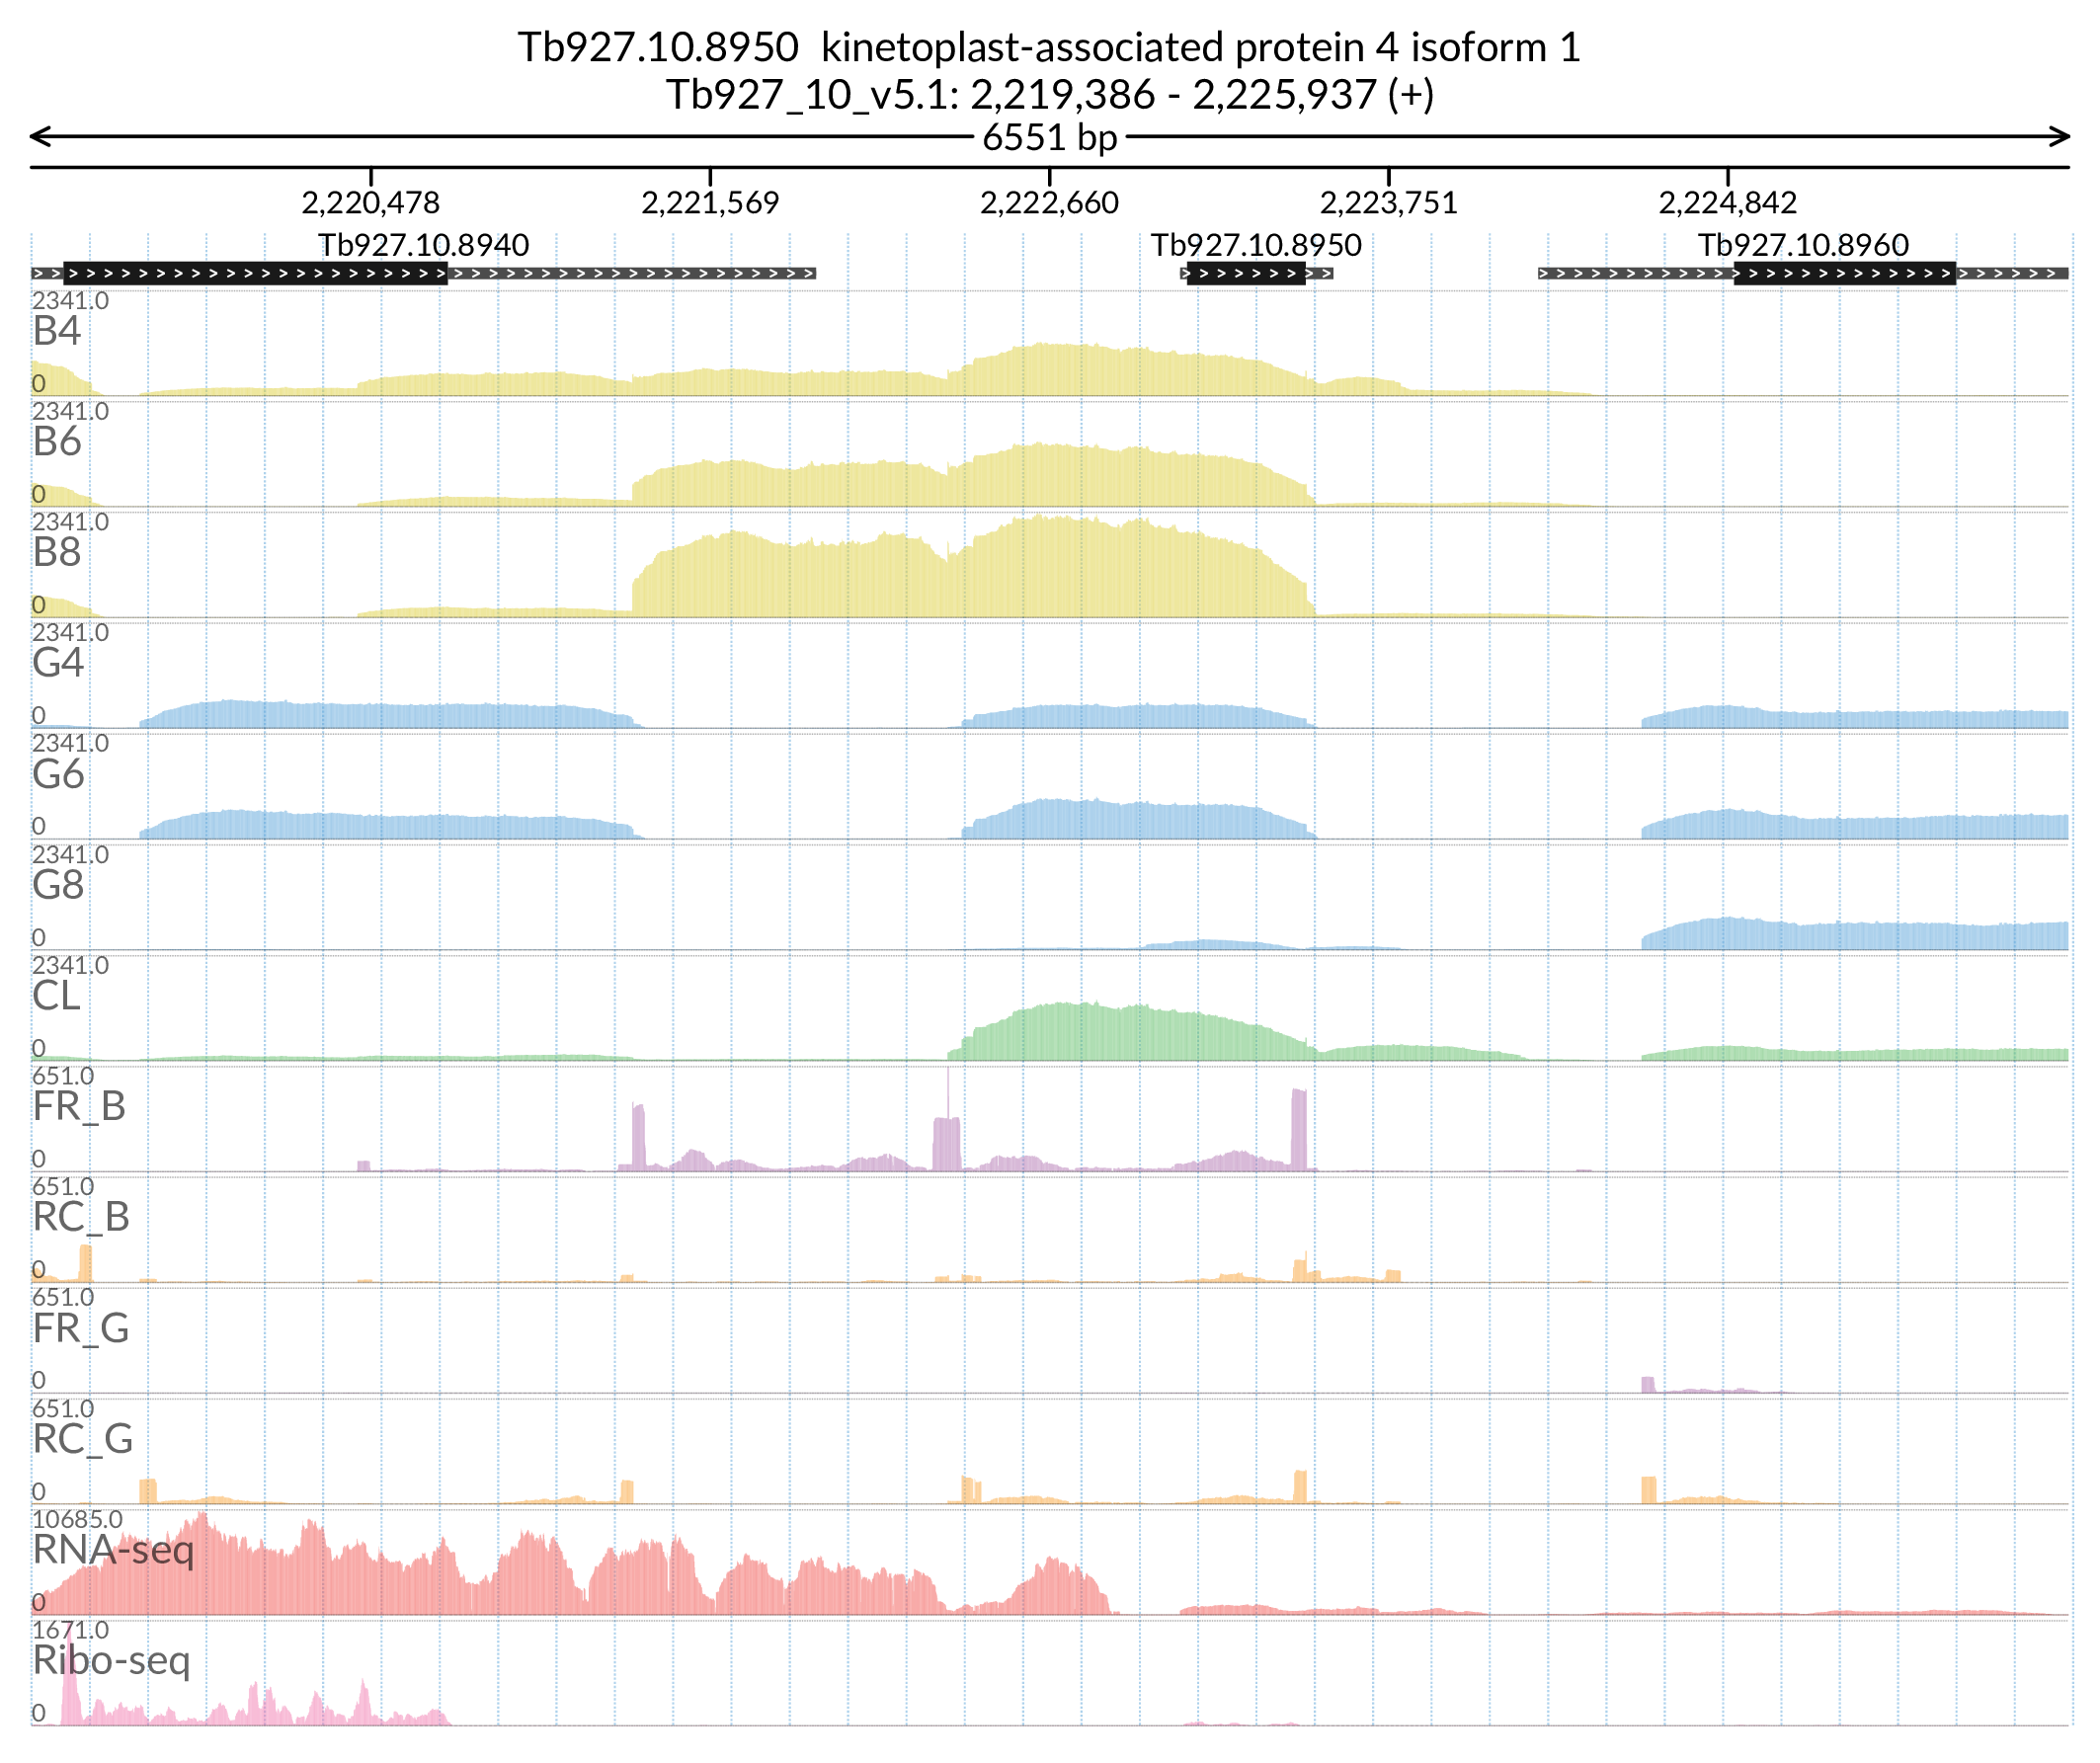 Tb927.10.8950  kinetoplast-associated protein 4 isoform 1
Tb927_10_v5.1: 2,219,386 - 2,225,937 (+)
6551 bp
2,220,478 2,221,569 2,222,660 2,223,751 2,224,842
Tb927.10.8940 Tb927.10.8950 Tb927.10.8960
2341.0
B4
0
2341.0
B6
0
2341.0
B8
0
2341.0
G4
0
2341.0
G6
0
2341.0
G8
0
2341.0
CL
0
651.0
FR_B
0
651.0
RC_B
0
651.0
FR_G
0
651.0
RC_G
0
10685.0
RNA-seq
0
1671.0
Ribo-seq
0